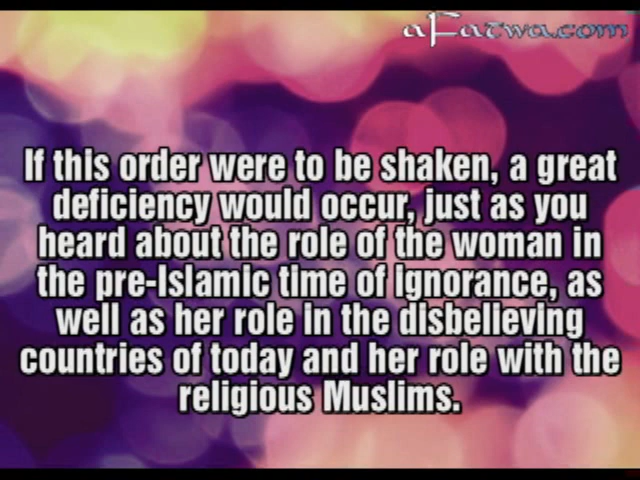 aFatwa.com
If this order were to be shaken, a great
deficiency would occur, just as you
heard about the role of the woman in
the pre-Islamic time of ignorance, as
well as her role in the disbelieving
countries of today and her role with the
religious Muslims.